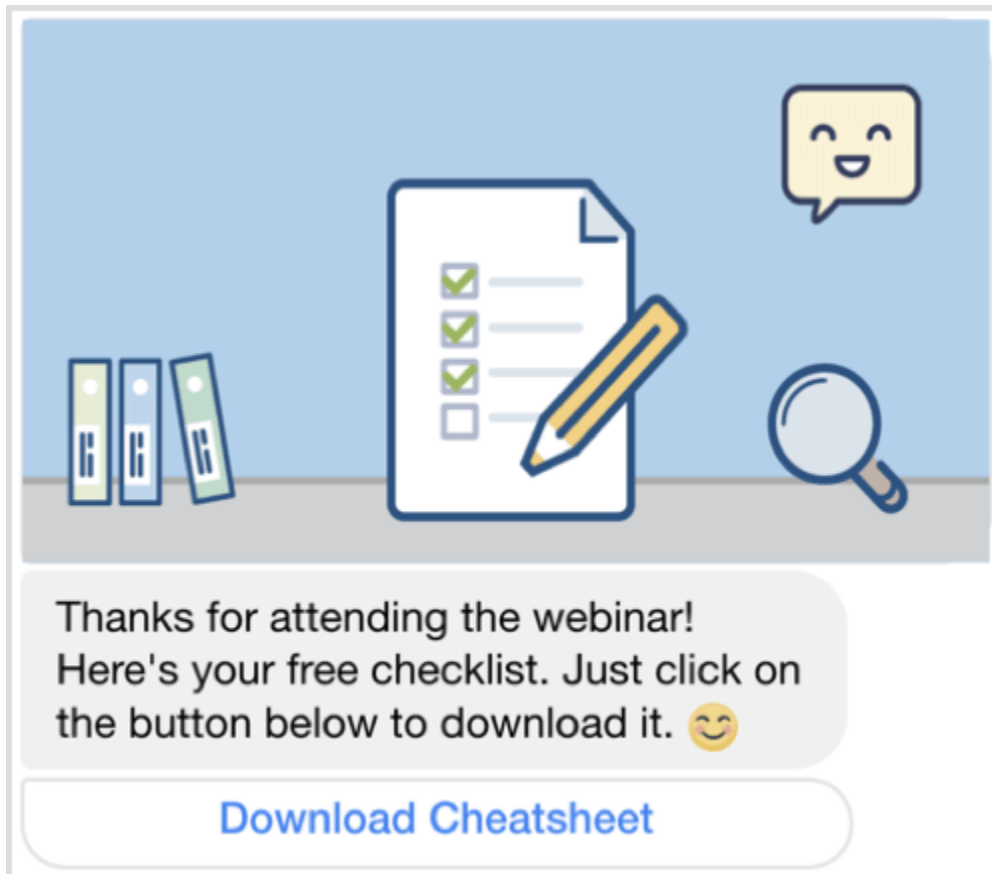 Thanks for attending the webinar!
Here's your free checklist. Just click on
the button below to download it. 😊
Download Cheatsheet